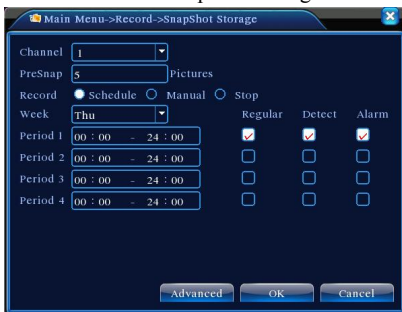 Main Menu->Record->SnapShot Storage
Channel 1
PreSnap 5 Pictures
Record Schedule Manual Stop
Week Thu Regular Detect Alarm
Period 1 00 : 00 - 24 : 00
Period 2 00 : 00 - 24 : 00
Period 3 00 : 00 - 24 : 00
Period 4 00 : 00 - 24 : 00
Advanced OK Cancel